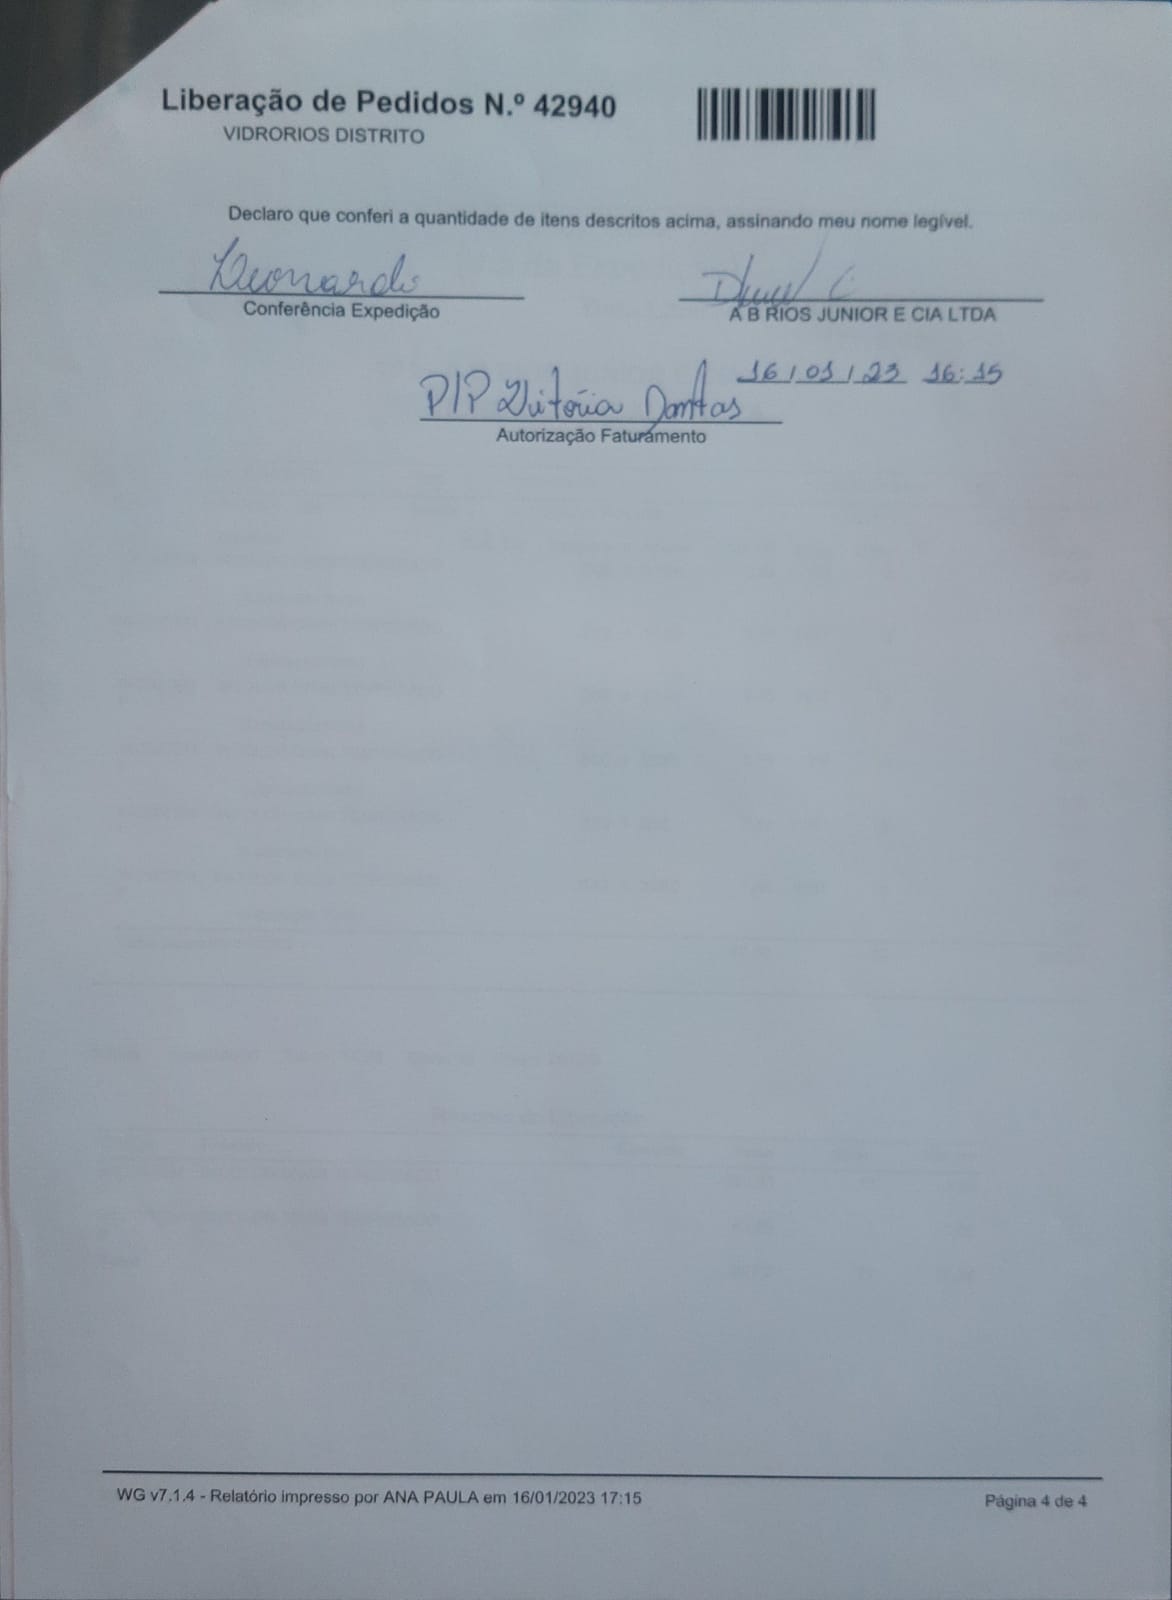 Liberação de Pedidos N.º 42940
VIDRORIOS DISTRITO
Declaro que conferi a quantidade de itens descritos acima, assinando meu nome legível.
Leonardo
Conferência Expedição
A B RIOS JUNIOR E CIA LTDA
16/01/23 16:15
P/P Vitória Dantas
Autorização Faturamento
WG v7.1.4 - Relatório impresso por ANA PAULA em 16/01/2023 17:15
Página 4 de 4